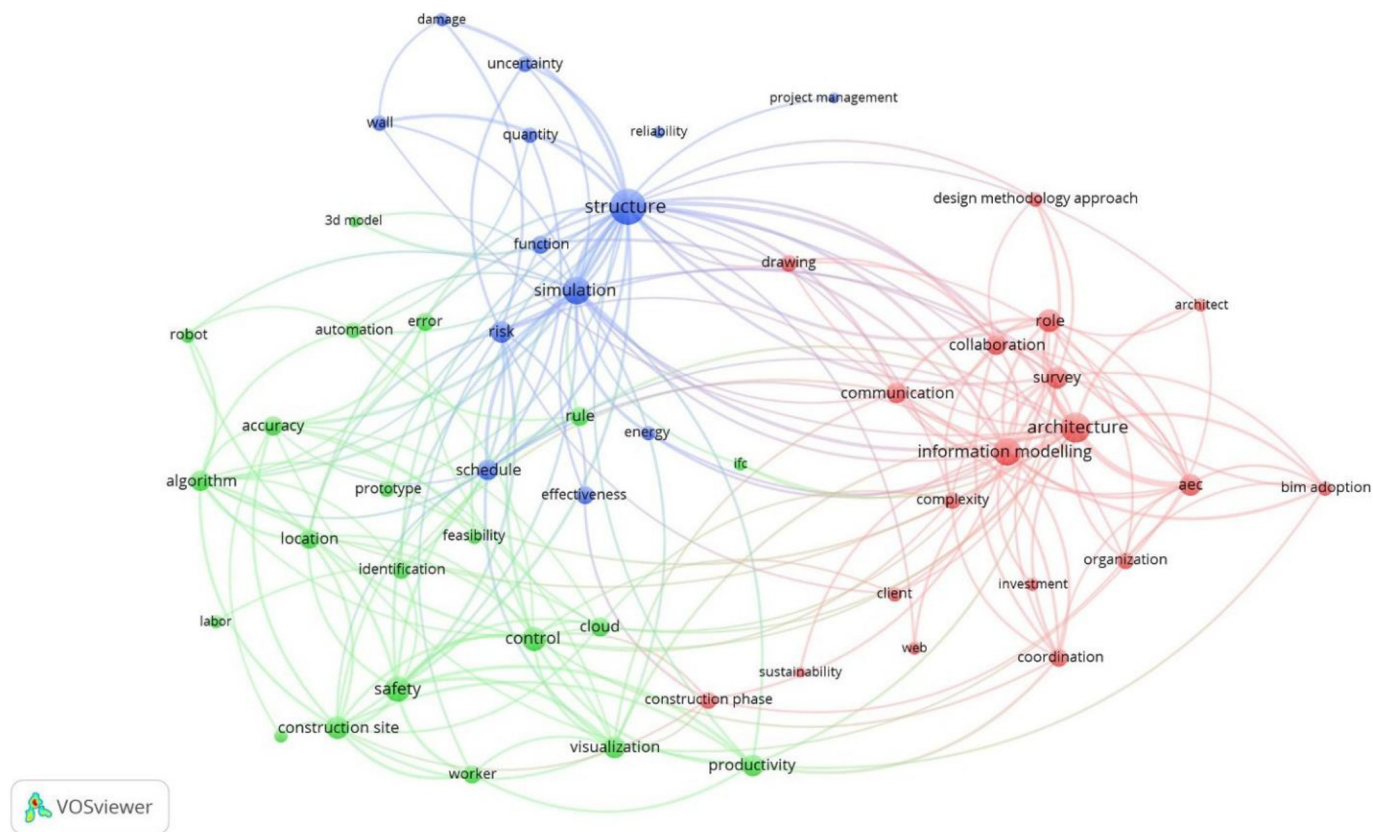 damage
uncertainty
project management
wall
quantity
reliability
design methodology approach
structure
3d model
function
drawing
simulation
architect
robot
automation
error
risk
role
collaboration
survey
communication
accuracy
rule
energy
architecture
information modelling
ifc
schedule
algorithm
prototype
effectiveness
complexity
aec
bim adoption
location
feasibility
identification
organization
client
investment
labor
cloud
control
web
coordination
sustainability
safety
construction phase
construction site
visualization
worker
productivity
VOSviewer